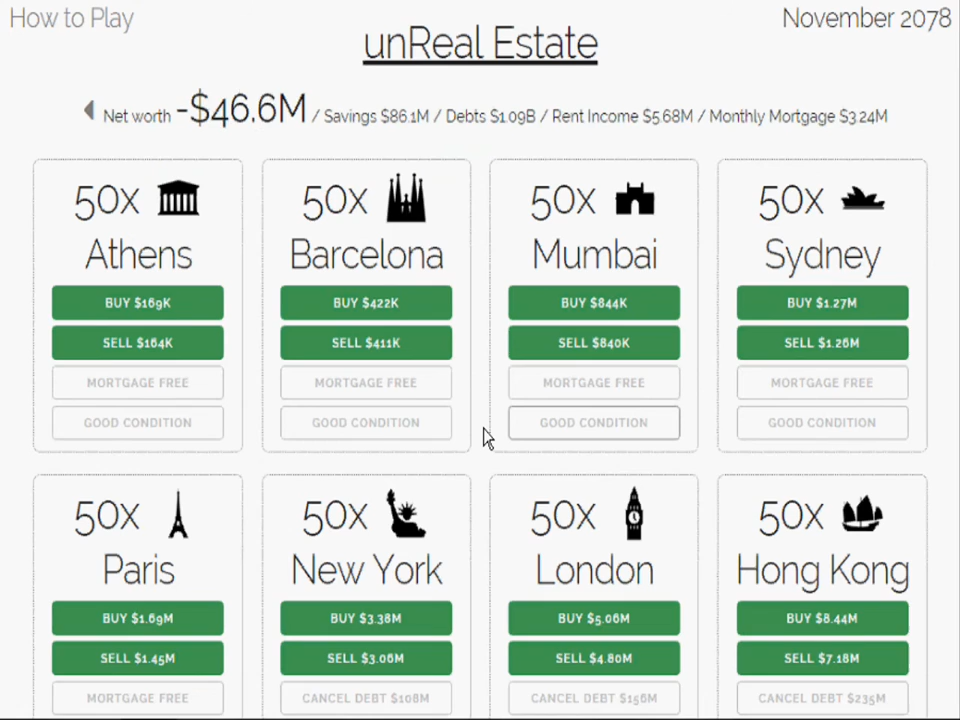 How to Play
November 2078
unReal Estate
Net worth -$46.6M / Savings $86.1M / Debts $1.09B / Rent Income $5.68M / Monthly Mortgage $3.24M
50x 50x 50x 50x
Athens Barcelona Mumbai Sydney
BUY $169K BUY $422K BUY $844K BUY $1.27M
SELL $164K SELL $411K SELL $840K SELL $1.26M
MORTGAGE FREE MORTGAGE FREE MORTGAGE FREE MORTGAGE FREE
GOOD CONDITION GOOD CONDITION GOOD CONDITION GOOD CONDITION
50x 50x 50x 50x
Paris New York London Hong Kong
BUY $1.69M BUY $3.38M BUY $5.06M BUY $8.44M
SELL $1.45M SELL $3.06M SELL $4.80M SELL $7.18M
MORTGAGE FREE CANCEL DEBT $108M CANCEL DEBT $156M CANCEL DEBT $235M